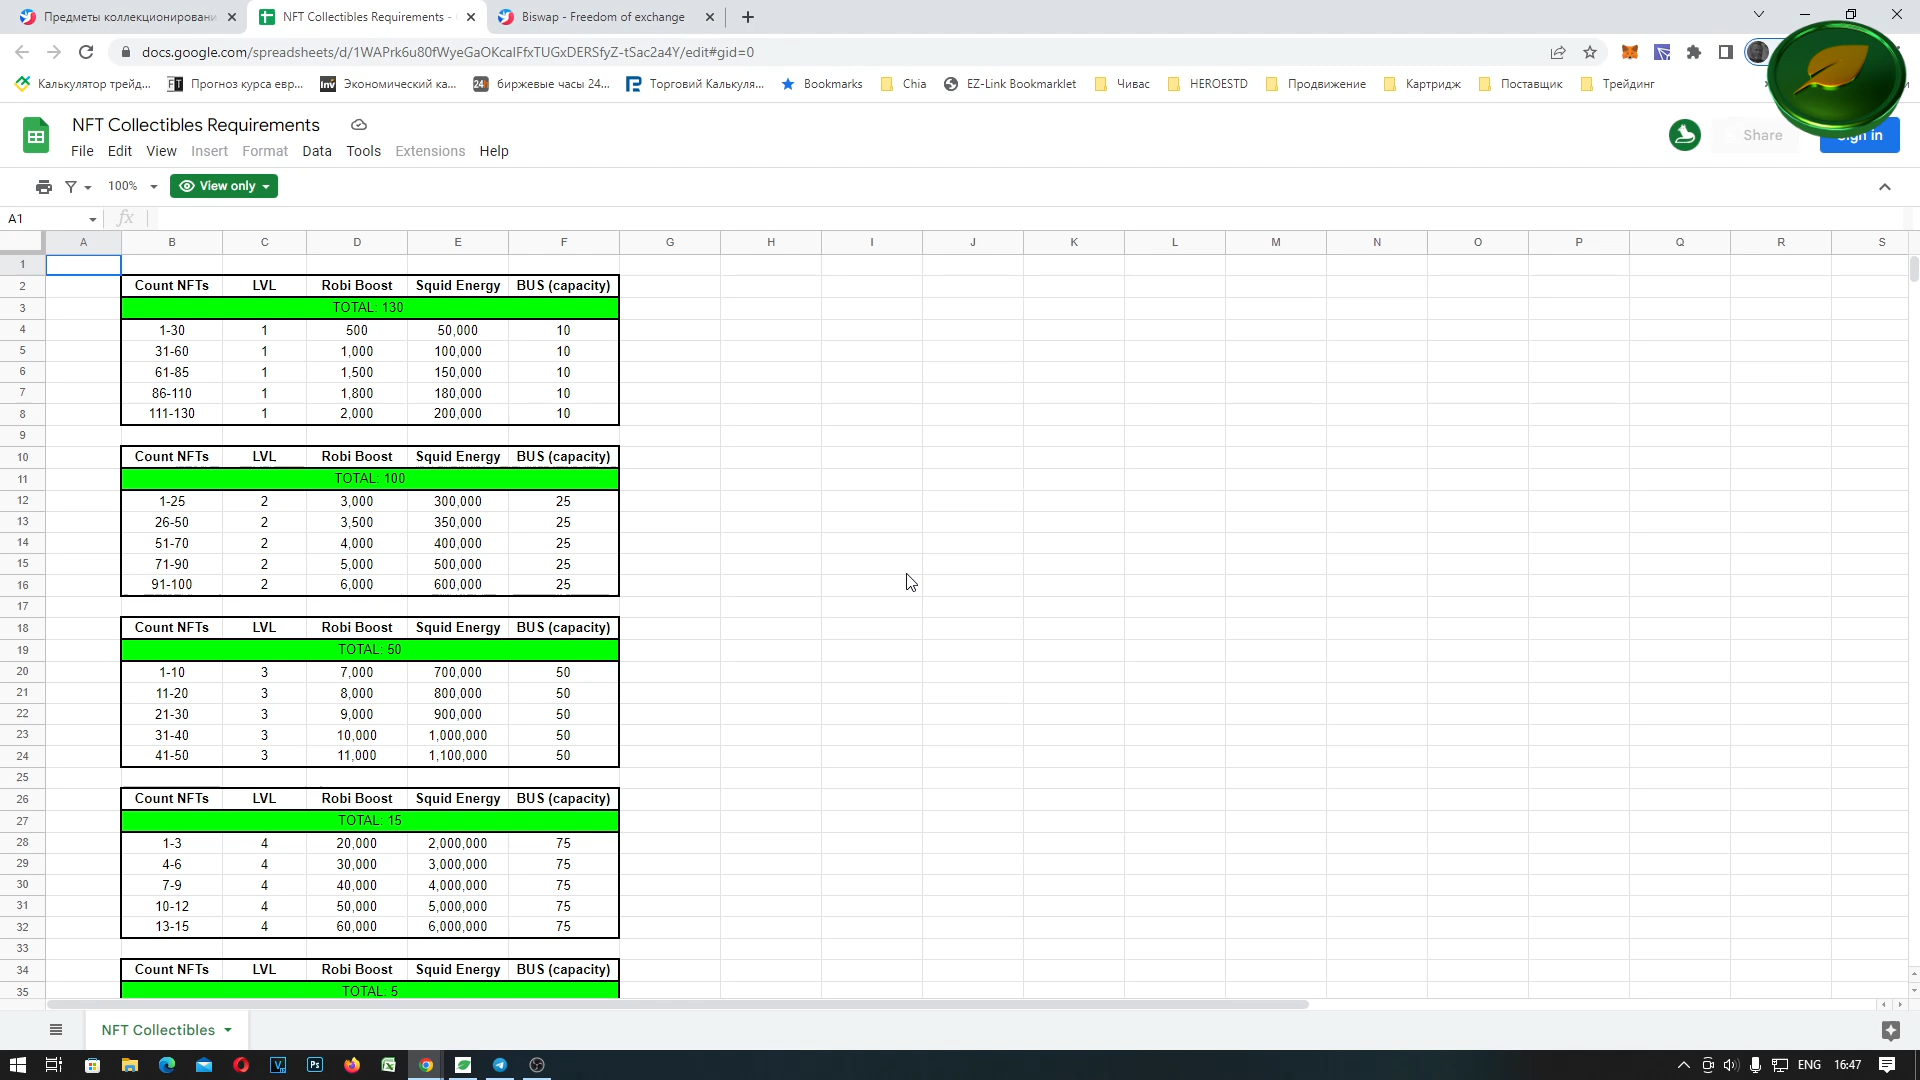 Предметы коллекционировани
NFT Collectibles Requirements -
Biswap - Freedom of exchange
docs.google.com/spreadsheets/d/1WAPrk6u80fWyeGaOKcalFfxTUGxDERSfyZ-tSac2a4Y/edit#gid=0
Калькулятор трейд...
Прогноз курса евр...
Экономический ка...
биржевые часы 24...
Торговий Калькуля...
Bookmarks
Chia
EZ-Link Bookmarklet
Чивас
HEROESTD
Продвижение
Картридж
Поставщик
Трейдинг
NFT Collectibles Requirements
File Edit View Insert Format Data Tools Extensions Help
Share
Sign in
100%
View only
A1
fx
A B C D E F G H I J K L M N O P Q R S
1
2 Count NFTs LVL Robi Boost Squid Energy BUS (capacity)
3 TOTAL: 130
4 1-30 1 500 50,000 10
5 31-60 1 1,000 100,000 10
6 61-85 1 1,500 150,000 10
7 86-110 1 1,800 180,000 10
8 111-130 1 2,000 200,000 10
9
10 Count NFTs LVL Robi Boost Squid Energy BUS (capacity)
11 TOTAL: 100
12 1-25 2 3,000 300,000 25
13 26-50 2 3,500 350,000 25
14 51-70 2 4,000 400,000 25
15 71-90 2 5,000 500,000 25
16 91-100 2 6,000 600,000 25
17
18 Count NFTs LVL Robi Boost Squid Energy BUS (capacity)
19 TOTAL: 50
20 1-10 3 7,000 700,000 50
21 11-20 3 8,000 800,000 50
22 21-30 3 9,000 900,000 50
23 31-40 3 10,000 1,000,000 50
24 41-50 3 11,000 1,100,000 50
25
26 Count NFTs LVL Robi Boost Squid Energy BUS (capacity)
27 TOTAL: 15
28 1-3 4 20,000 2,000,000 75
29 4-6 4 30,000 3,000,000 75
30 7-9 4 40,000 4,000,000 75
31 10-12 4 50,000 5,000,000 75
32 13-15 4 60,000 6,000,000 75
33
34 Count NFTs LVL Robi Boost Squid Energy BUS (capacity)
35 TOTAL: 5
NFT Collectibles
ENG 16:47